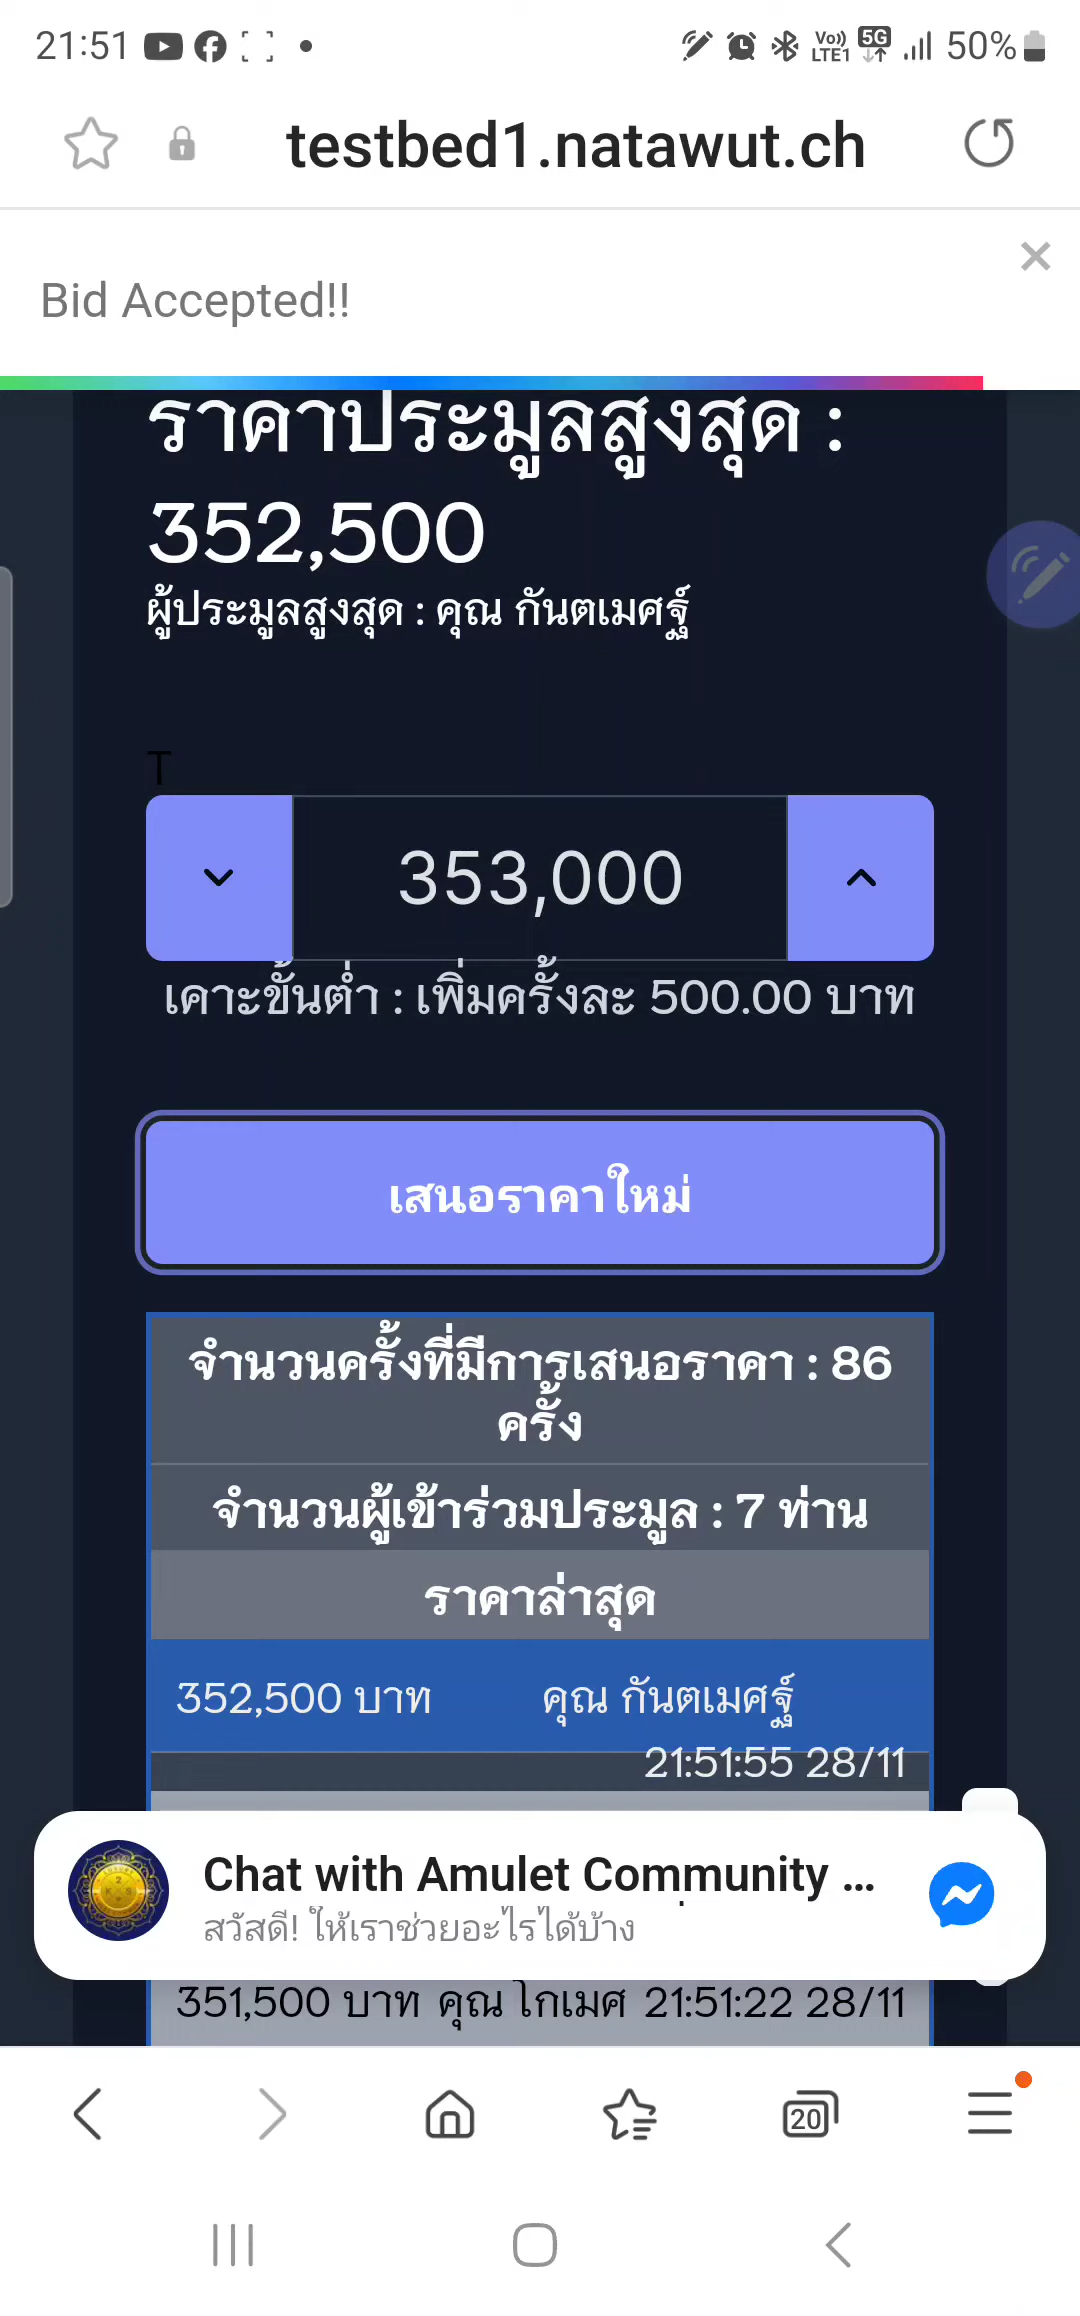 21:51
Vo)) LTE1 5G 50%
testbed1.natawut.ch
Bid Accepted!!
ราคาประมูลสูงสุด :
352,500
ผู้ประมูลสูงสุด : คุณ กันตเมศรฐ์
T
353,000
เคาะขั้นต่ำ : เพิ่มครั้งละ 500.00 บาท
เสนอราคาใหม่
จำนวนครั้งที่มีการเสนอราคา : 86
ครั้ง
จำนวนผู้เข้าร่วมประมูล : 7 ท่าน
ราคาล่าสุด
352,500 บาท คุณ กันตเมศรฐ์
21:51:55 28/11
Chat with Amulet Community ...
สวัสดี! ให้เราช่วยอะไรได้บ้าง
351,500 บาท คุณ โกเมศ 21:51:22 28/11
20